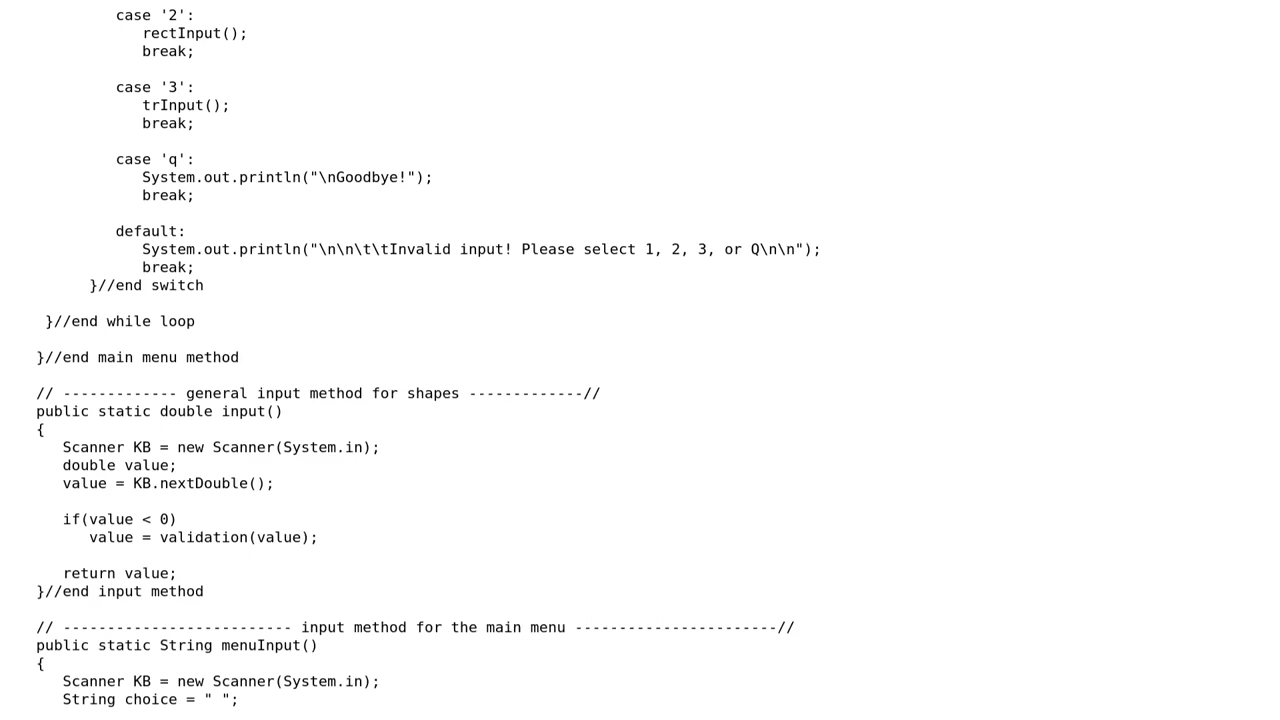 case '2':
rectInput();
break;
case '3':
trInput();
break;
case 'q':
System.out.println("\nGoodbye!");
break;
default:
System.out.println("\n\n\t\tInvalid input! Please select 1, 2, 3, or Q\n\n");
break;
}//end switch
}//end while loop
}//end main menu method
// ------------- general input method for shapes -------------//
public static double input()
{
Scanner KB = new Scanner(System.in);
double value;
value = KB.nextDouble();
if(value < 0)
value = validation(value);
return value;
}//end input method
// -------------------------- input method for the main menu -----------------------//
public static String menuInput()
{
Scanner KB = new Scanner(System.in);
String choice = " ";